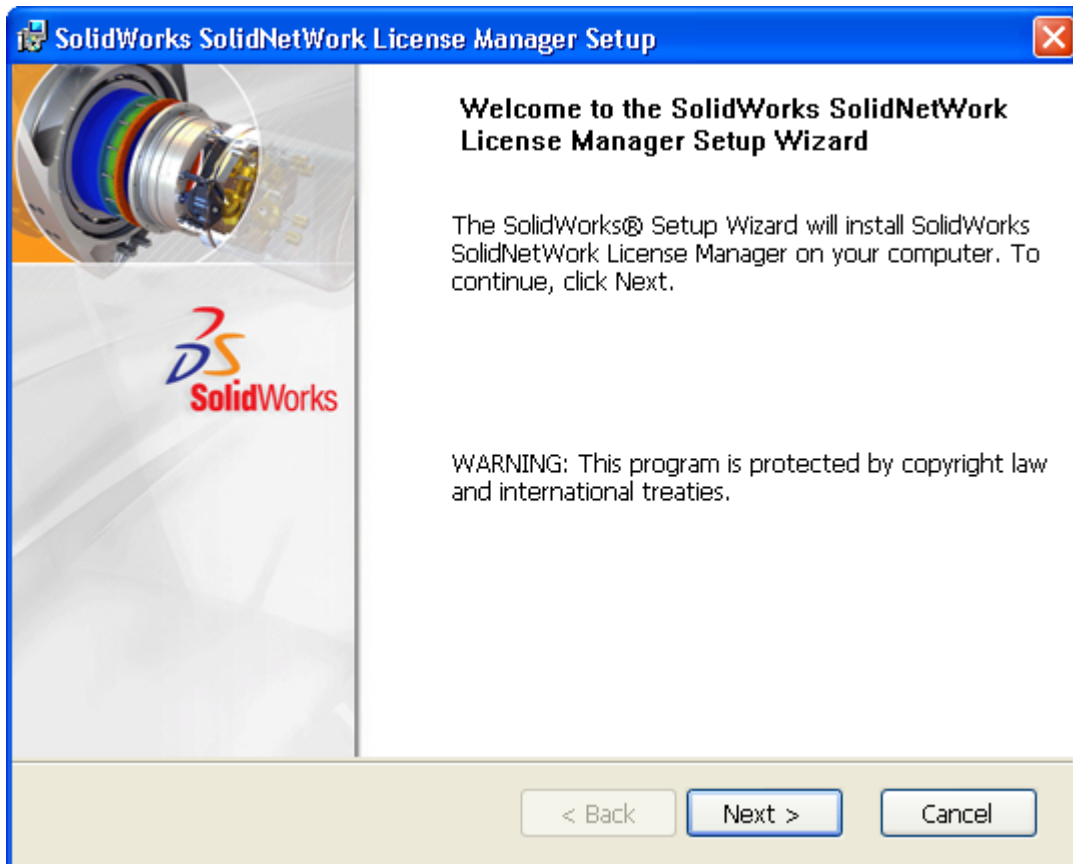 SolidWorks SolidNetWork License Manager Setup
Welcome to the SolidWorks SolidNetWork
License Manager Setup Wizard
The SolidWorks® Setup Wizard will install SolidWorks
SolidNetWork License Manager on your computer. To
continue, click Next.
SolidWorks
WARNING: This program is protected by copyright law
and international treaties.
< Back
Next >
Cancel